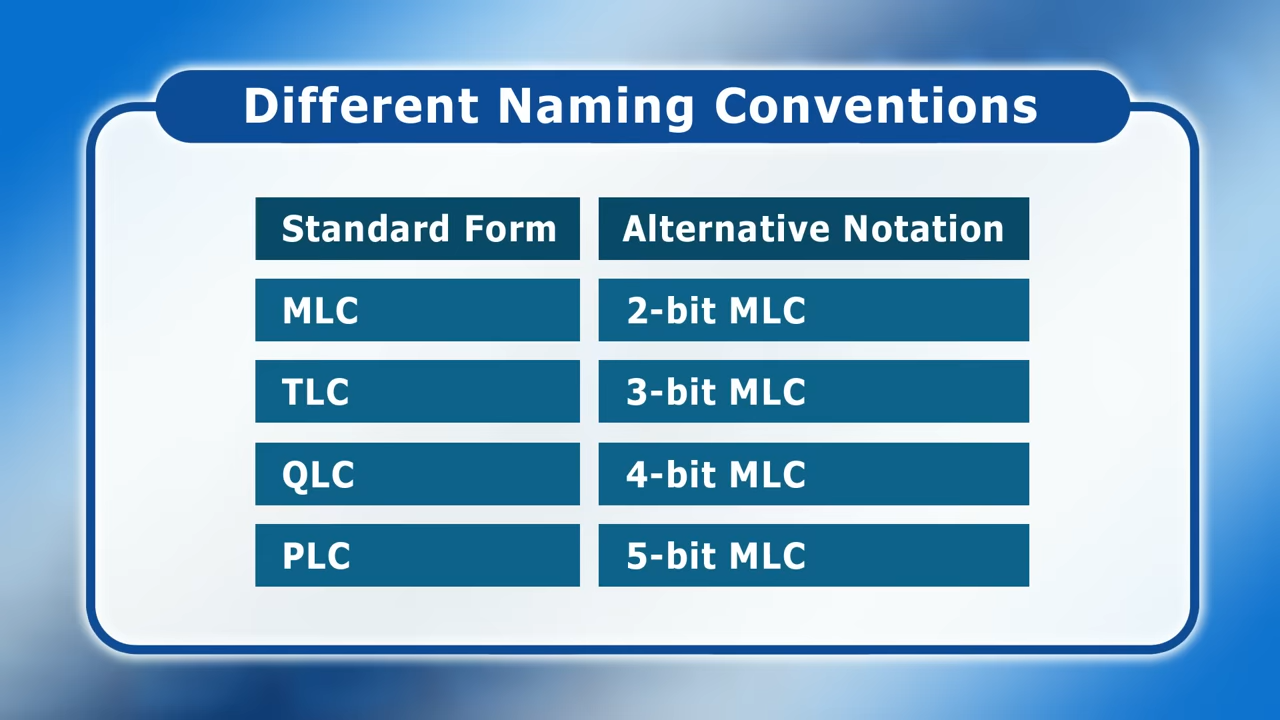 Different Naming Conventions
Standard Form Alternative Notation
MLC 2-bit MLC
TLC 3-bit MLC
QLC 4-bit MLC
PLC 5-bit MLC